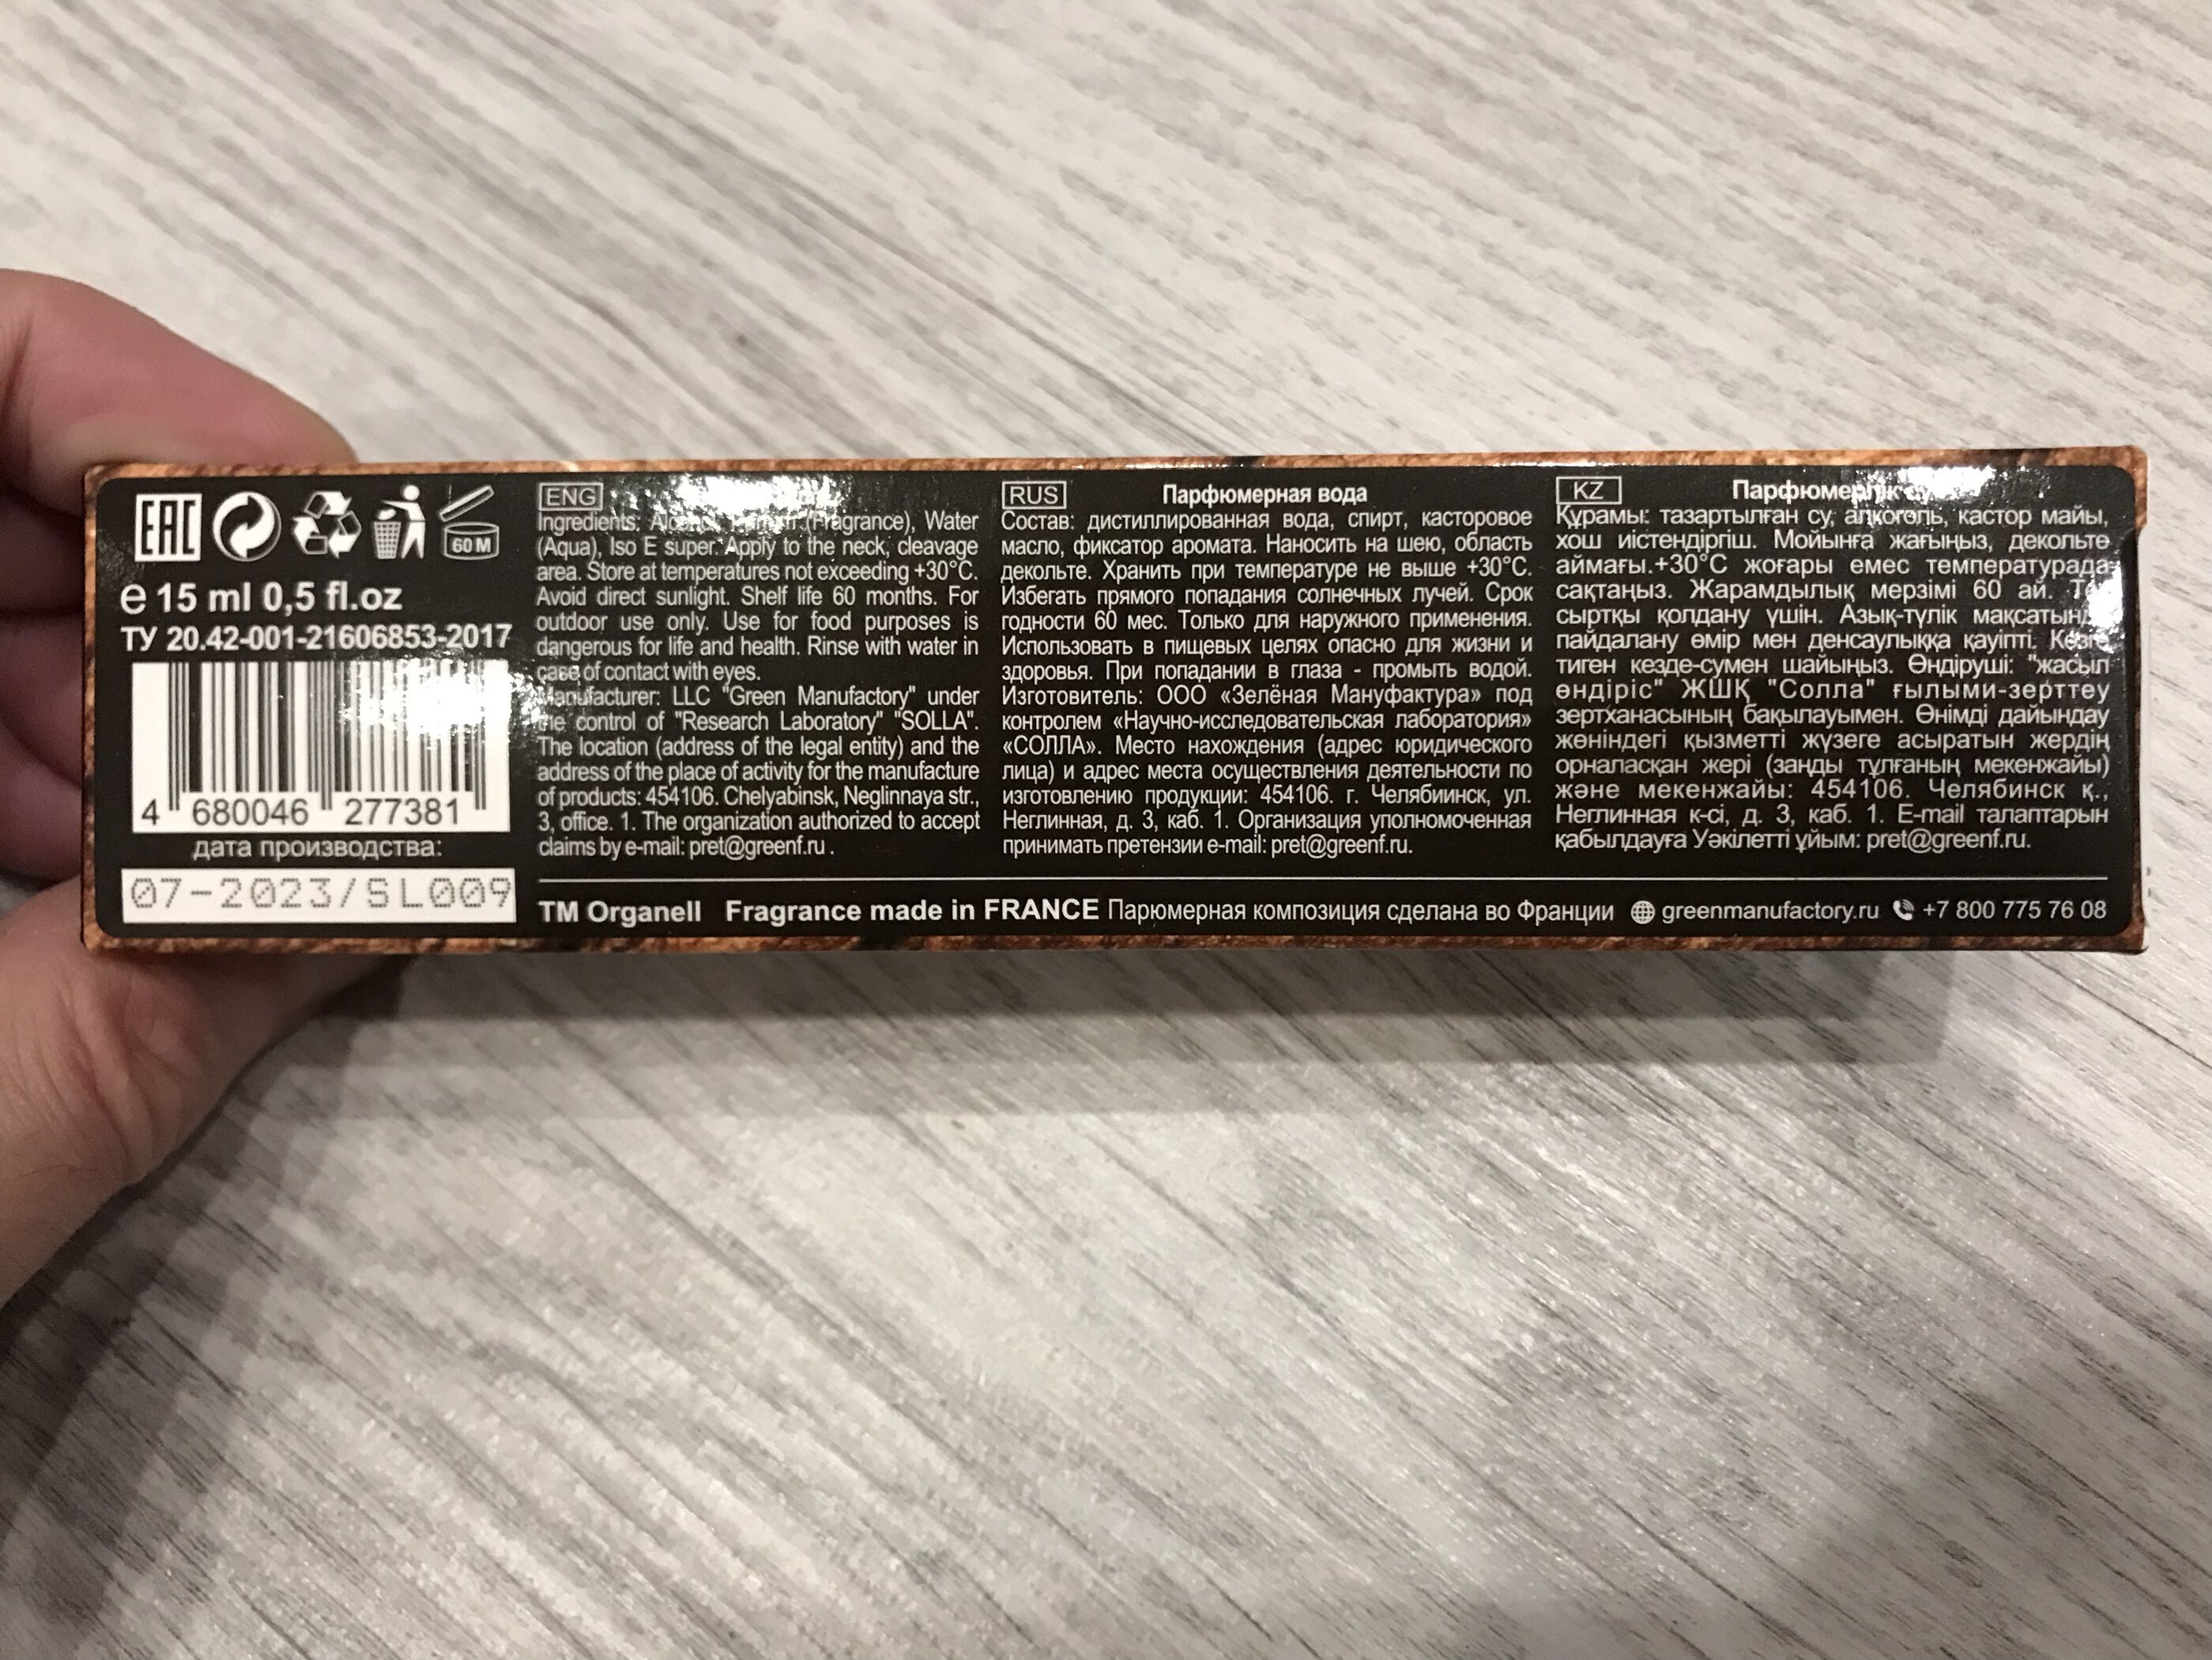 EAC
60 M
e 15 ml 0,5 fl.oz
ТУ 20.42-001-21606853-2017
4 680046 277381
дата производства:
07-2023/SL009
ENG
Ingredients: (Fragrance), Water
(Aqua), Iso E super. Apply to the neck, cleavage
area. Store at temperatures not exceeding +30°C.
Avoid direct sunlight. Shelf life 60 months. For
outdoor use only. Use for food purposes is
dangerous for life and health. Rinse with water in
case of contact with eyes.
Manufacturer: LLC "Green Manufactory" under
the control of "Research Laboratory" "SOLLA".
The location (address of the legal entity) and the
address of the place of activity for the manufacture
of products: 454106. Chelyabinsk, Neglinnaya str.,
3, office. 1. The organization authorized to accept
claims by e-mail: pret@greenf.ru .
RUS
Парфюмерная вода
Состав: дистиллированная вода, спирт, касторовое
масло, фиксатор аромата. Наносить на шею, область
декольте. Хранить при температуре не выше +30°C.
Избегать прямого попадания солнечных лучей. Срок
годности 60 мес. Только для наружного применения.
Использовать в пищевых целях опасно для жизни и
здоровья. При попадании в глаза - промыть водой.
Изготовитель: ООО «Зелёная Мануфактура» под
контролем «Научно-исследовательская лаборатория»
«СОЛЛА». Место нахождения (адрес юридического
лица) и адрес места осуществления деятельности по
изготовлению продукции: 454106. г. Челябиинск, ул.
Неглинная, д. 3, каб. 1. Организация уполномоченная
принимать претензии e-mail: pret@greenf.ru.
KZ
Парфюмерлік
Құрамы: тазартылған су, алкоголь, кастор майы,
хош иістендіргіш. Мойынға жағыңыз, декольте
аймағы.+30°C жоғары емес температурада
сақтаңыз. Жарамдылық мерзімі 60 ай. Тек
сыртқы қолдану үшін. Азық-түлік мақсатында
пайдалану өмір мен денсаулыққа қауіпті. Көзге
тиген кезде-сумен шайыңыз. Өндіруші: "жасыл
өндіріс" ЖШҚ "Солла" ғылыми-зерттеу
зертханасының бақылауымен. Өнімді дайындау
жөніндегі қызметті жүзеге асыратын жердің
орналасқан жері (заңды тұлғаның мекенжайы)
және мекенжайы: 454106. Челябинск қ.,
Неглинная к-сі, д. 3, каб. 1. E-mail талаптарын
қабылдауға Уәкілетті ұйым: pret@greenf.ru.
TM Organell Fragrance made in FRANCE Парюмерная композиция сделана во Франции greenmanufactory.ru +7 800 775 76 08